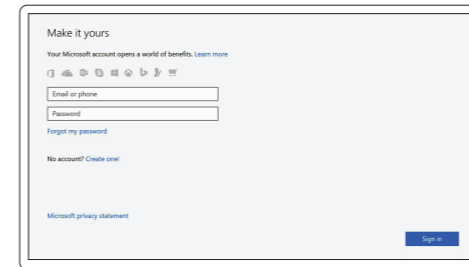 Make it yours
Your Microsoft account opens a world of benefits. Learn more
Email or phone
Password
Forgot my password
No account? Create one!
Microsoft privacy statement
Sign in